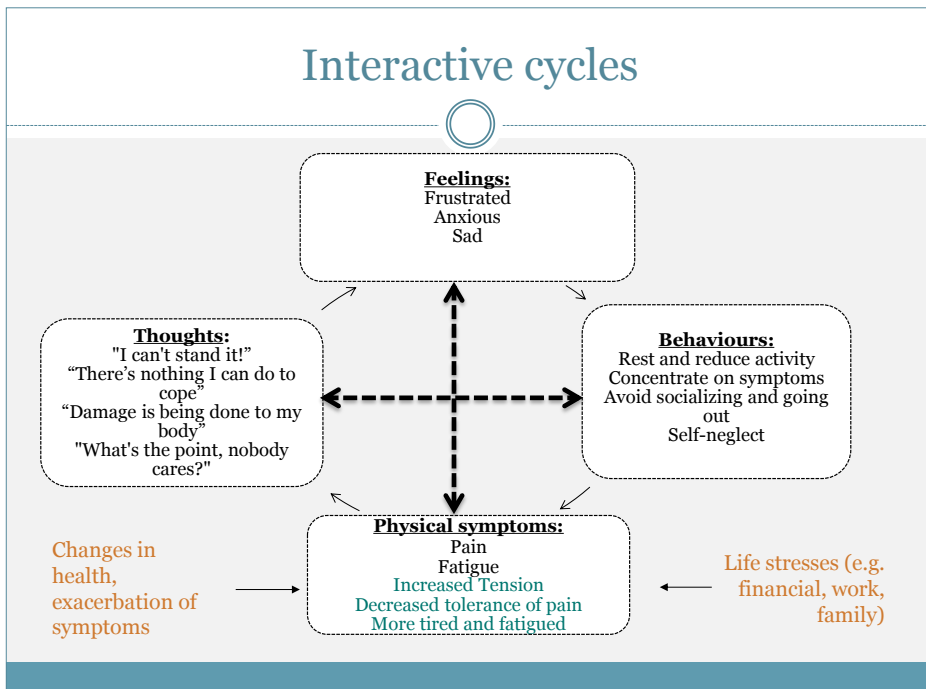 Interactive cycles
Feelings:
Frustrated
Anxious
Sad
Thoughts:
"I can't stand it!”
“There’s nothing I can do to
cope”
“Damage is being done to my
body”
"What's the point, nobody
cares?"
Behaviours:
Rest and reduce activity
Concentrate on symptoms
Avoid socializing and going
out
Self-neglect
Physical symptoms:
Pain
Fatigue
Increased Tension
Decreased tolerance of pain
More tired and fatigued
Changes in
health,
exacerbation of
symptoms
Life stresses (e.g.
financial, work,
family)